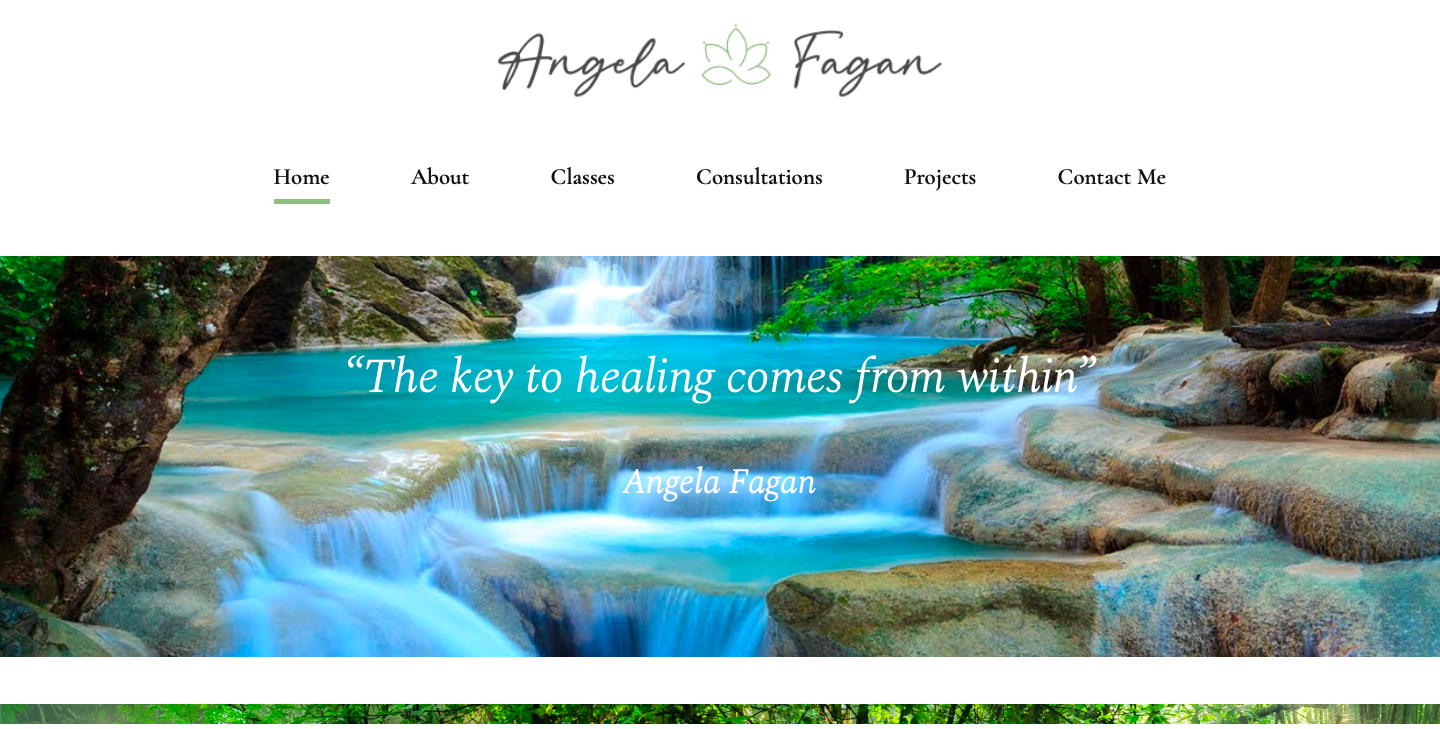 Angela Fagan
Home About Classes Consultations Projects Contact Me
“The key to healing comes from within”
Angela Fagan